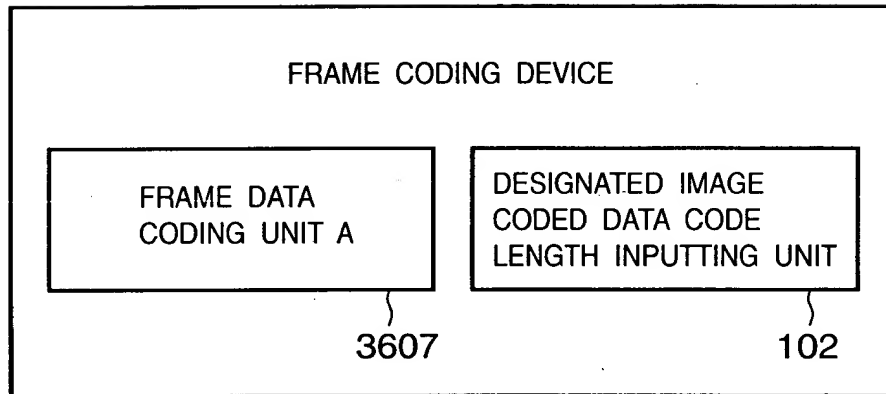 FRAME CODING DEVICE
FRAME DATA
CODING UNIT A
DESIGNATED IMAGE
CODED DATA CODE
LENGTH INPUTTING UNIT
3607
102